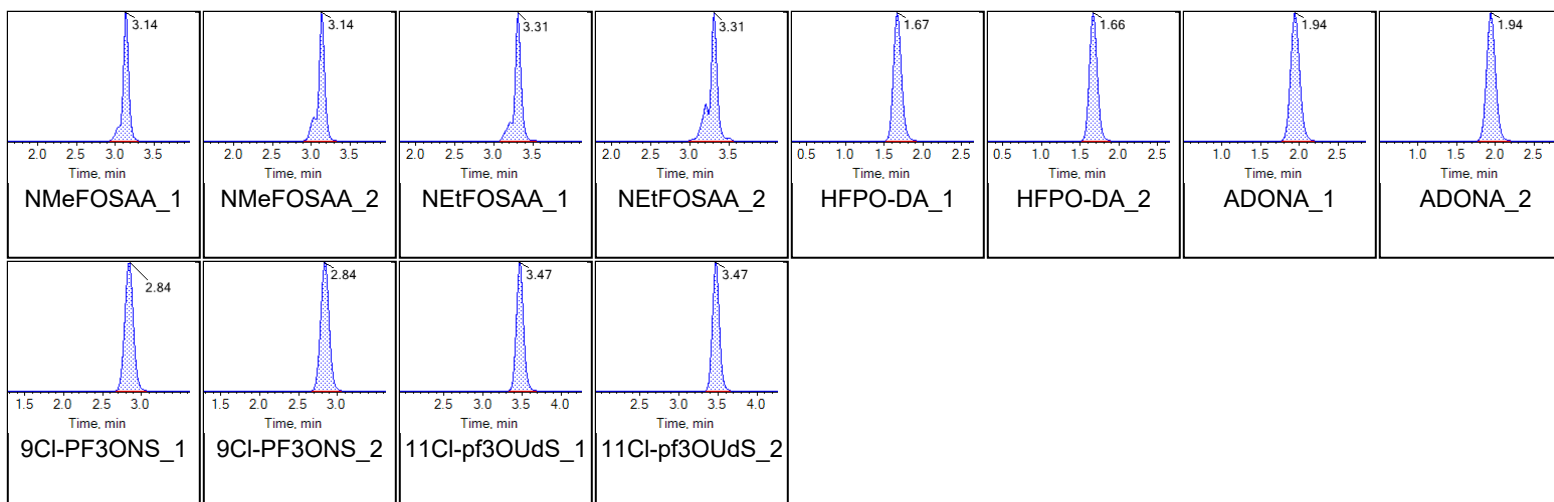 3.14
2.0 2.5 3.0 3.5
Time, min
NMeFOSAA_1
3.14
2.0 2.5 3.0 3.5
Time, min
NMeFOSAA_2
3.31
2.0 2.5 3.0 3.5
Time, min
NEtFOSAA_1
3.31
2.0 2.5 3.0 3.5
Time, min
NEtFOSAA_2
1.67
0.5 1.0 1.5 2.0 2.5
Time, min
HFPO-DA_1
1.66
0.5 1.0 1.5 2.0 2.5
Time, min
HFPO-DA_2
1.94
1.0 1.5 2.0 2.5
Time, min
ADONA_1
1.94
1.0 1.5 2.0 2.5
Time, min
ADONA_2
2.84
1.5 2.0 2.5 3.0
Time, min
9Cl-PF3ONS_1
2.84
1.5 2.0 2.5 3.0
Time, min
9Cl-PF3ONS_2
3.47
2.5 3.0 3.5 4.0
Time, min
11Cl-pf3OUdS_1
3.47
2.5 3.0 3.5 4.0
Time, min
11Cl-pf3OUdS_2